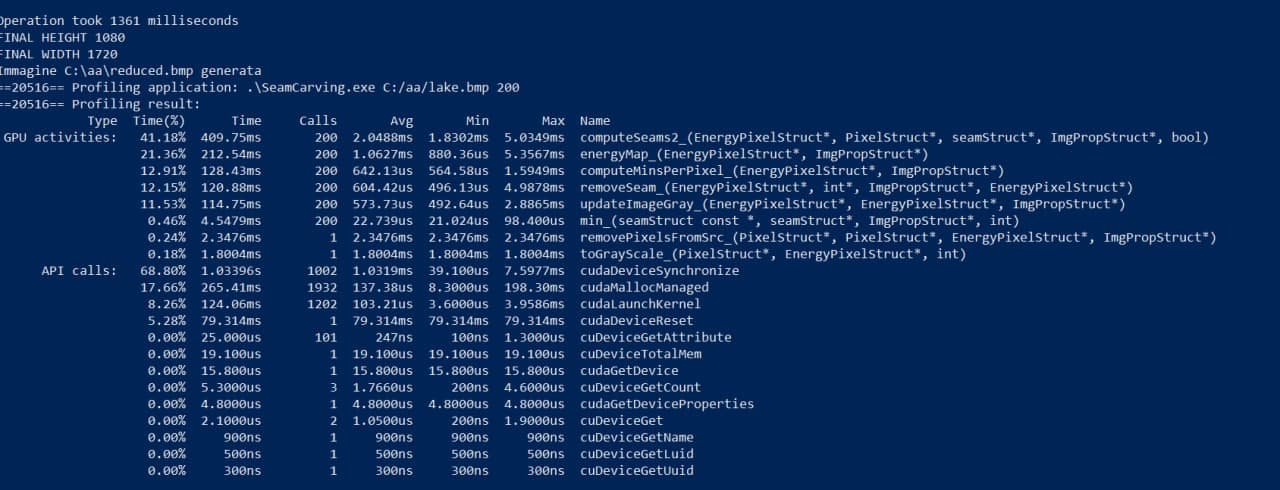 Operation took 1361 milliseconds
FINAL HEIGHT 1080
FINAL WIDTH 1720
Immagine C:\aa\reduced.bmp generata
==20516== Profiling application: .\SeamCarving.exe C:/aa/lake.bmp 200
==20516== Profiling result:
Type Time(%) Time Calls Avg Min Max Name
GPU activities: 41.18% 409.75ms 200 2.0488ms 1.8302ms 5.0349ms computeSeams2_(EnergyPixelStruct*, PixelStruct*, seamStruct*, ImgPropStruct*, bool)
21.36% 212.54ms 200 1.0627ms 880.36us 5.3567ms energyMap_(EnergyPixelStruct*, ImgPropStruct*)
12.91% 128.43ms 200 642.13us 564.58us 1.5949ms computeMinsPerPixel_(EnergyPixelStruct*, ImgPropStruct*)
12.15% 120.88ms 200 604.42us 496.13us 4.9878ms removeSeam_(EnergyPixelStruct*, int*, ImgPropStruct*, EnergyPixelStruct*)
11.53% 114.75ms 200 573.73us 492.64us 2.8865ms updateImageGray_(EnergyPixelStruct*, EnergyPixelStruct*, ImgPropStruct*)
0.46% 4.5479ms 200 22.739us 21.024us 98.400us min_(seamStruct const *, seamStruct*, ImgPropStruct*, int)
0.24% 2.3476ms 1 2.3476ms 2.3476ms 2.3476ms removePixelsFromSrc_(PixelStruct*, PixelStruct*, EnergyPixelStruct*, ImgPropStruct*)
0.18% 1.8004ms 1 1.8004ms 1.8004ms 1.8004ms toGrayScale_(PixelStruct*, EnergyPixelStruct*, int)
API calls: 68.80% 1.03396s 1002 1.0319ms 39.100us 7.5977ms cudaDeviceSynchronize
17.66% 265.41ms 1932 137.38us 8.3000us 198.30ms cudaMallocManaged
8.26% 124.06ms 1202 103.21us 3.6000us 3.9586ms cudaLaunchKernel
5.28% 79.314ms 1 79.314ms 79.314ms 79.314ms cudaDeviceReset
0.00% 25.000us 101 247ns 100ns 1.3000us cuDeviceGetAttribute
0.00% 19.100us 1 19.100us 19.100us 19.100us cuDeviceTotalMem
0.00% 15.800us 1 15.800us 15.800us 15.800us cudaGetDevice
0.00% 5.3000us 3 1.7660us 200ns 4.6000us cuDeviceGetCount
0.00% 4.8000us 1 4.8000us 4.8000us 4.8000us cudaGetDeviceProperties
0.00% 2.1000us 2 1.0500us 200ns 1.9000us cuDeviceGet
0.00% 900ns 1 900ns 900ns 900ns cuDeviceGetName
0.00% 500ns 1 500ns 500ns 500ns cuDeviceGetLuid
0.00% 300ns 1 300ns 300ns 300ns cuDeviceGetUuid